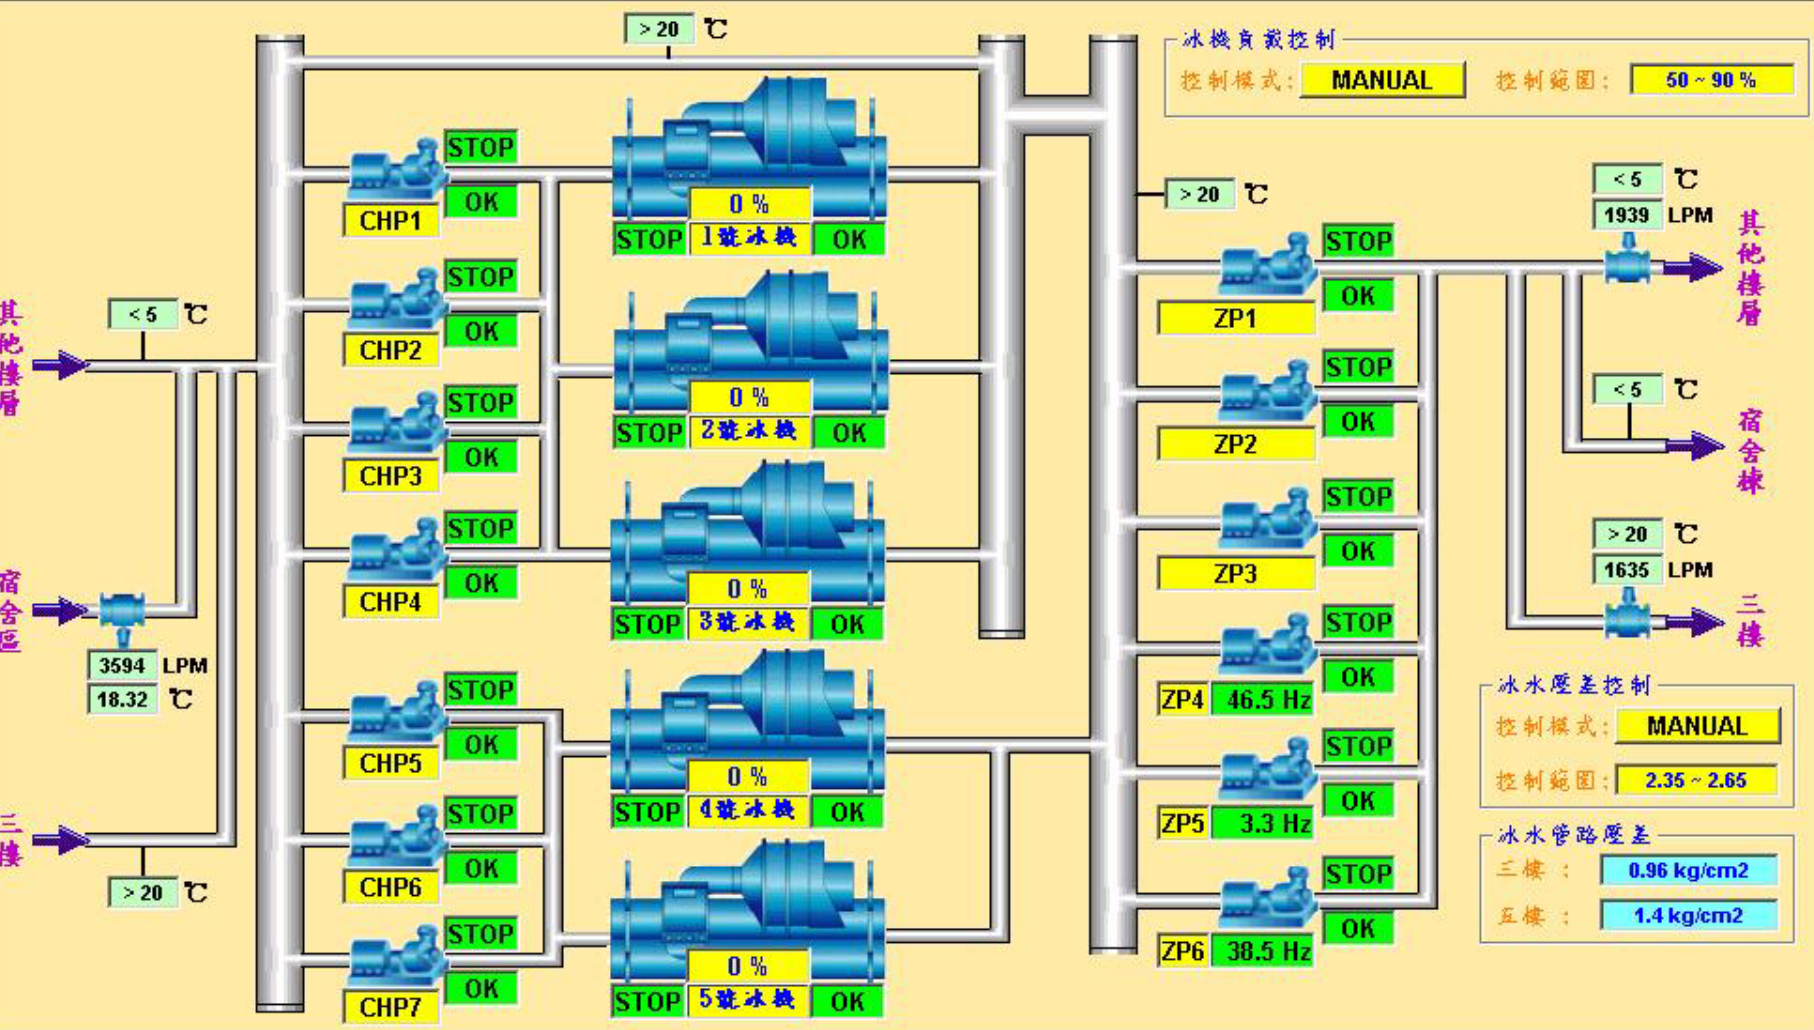 > 20 ℃
冰機負載控制
控制模式: MANUAL 控制範圍: 50 ~ 90 %
STOP
OK
CHP1
0 %
STOP 1號冰機 OK
STOP
OK
CHP2
0 %
STOP 2號冰機 OK
STOP
OK
CHP3
STOP
OK
CHP4
0 %
STOP 3號冰機 OK
STOP
OK
CHP5
0 %
STOP 4號冰機 OK
STOP
OK
CHP6
STOP
OK
CHP7
0 %
STOP 5號冰機 OK
< 5 ℃
其他樓層
宿舍區
3594 LPM
18.32 ℃
三樓
> 20 ℃
> 20 ℃
STOP
OK
ZP1
STOP
OK
ZP2
STOP
OK
ZP3
STOP
OK
ZP4 46.5 Hz
STOP
OK
ZP5 3.3 Hz
STOP
OK
ZP6 38.5 Hz
< 5 ℃
1939 LPM
其他樓層
< 5 ℃
宿舍棟
> 20 ℃
1635 LPM
三樓
冰水壓差控制
控制模式: MANUAL
控制範圍: 2.35 ~ 2.65
冰水管路壓差
三樓 : 0.96 kg/cm2
五樓 : 1.4 kg/cm2